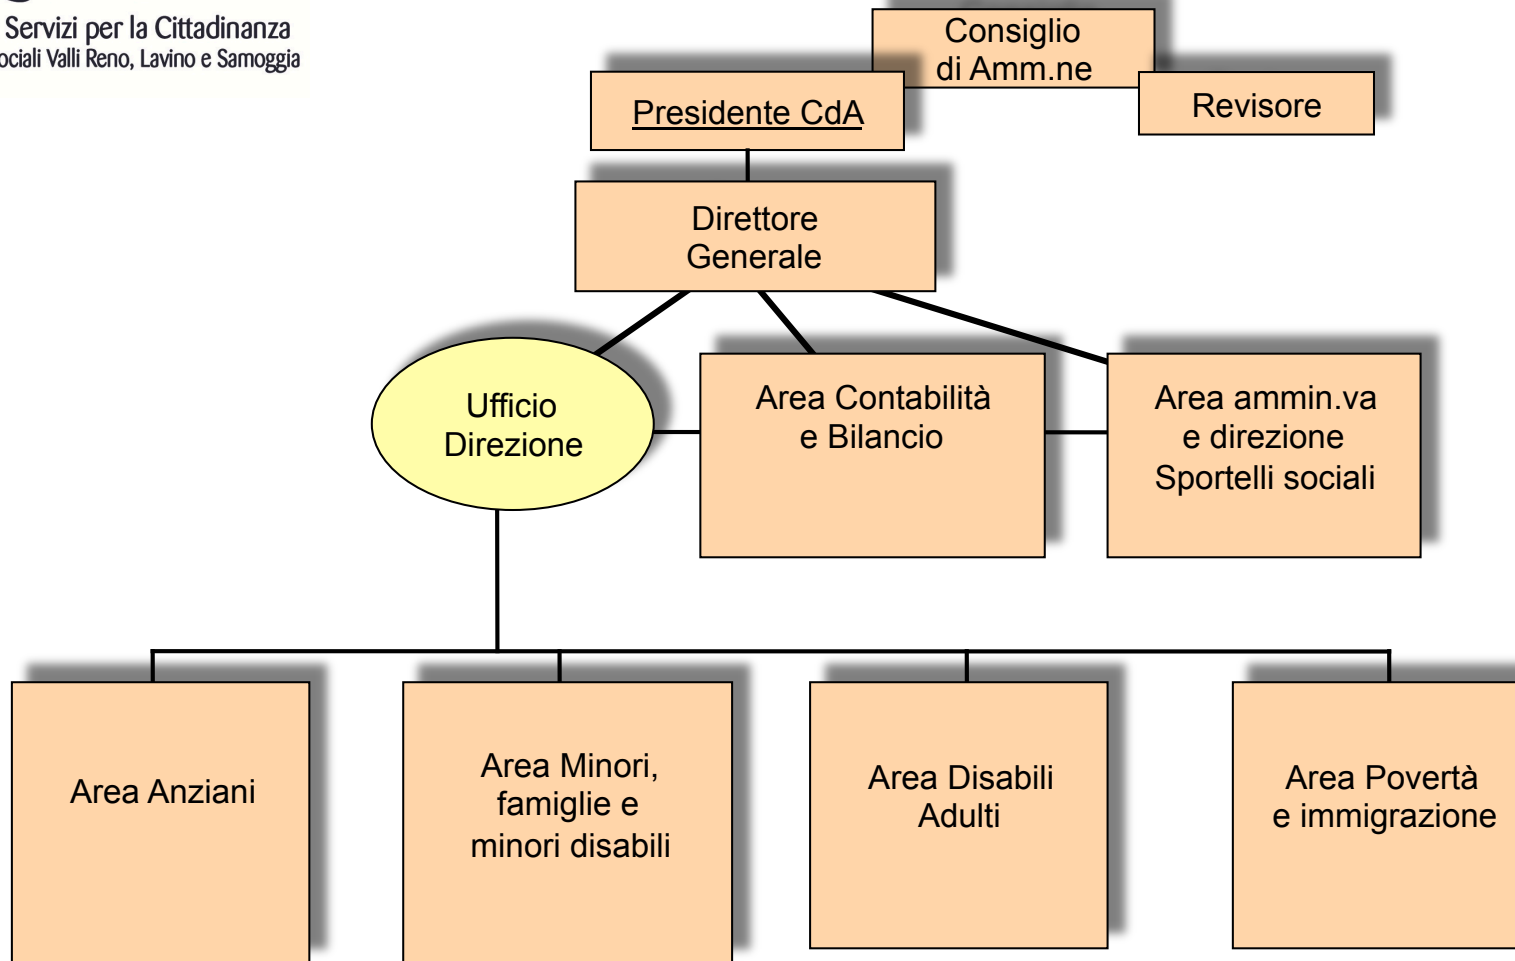 Servizi per la Cittadinanza
ociali Valli Reno, Lavino e Samoggia
Consiglio
di Amm.ne
Presidente CdA
Revisore
Direttore
Generale
Ufficio
Direzione
Area Contabilità
e Bilancio
Area ammin.va
e direzione
Sportelli sociali
Area Anziani
Area Minori,
famiglie e
minori disabili
Area Disabili
Adulti
Area Povertà
e immigrazione